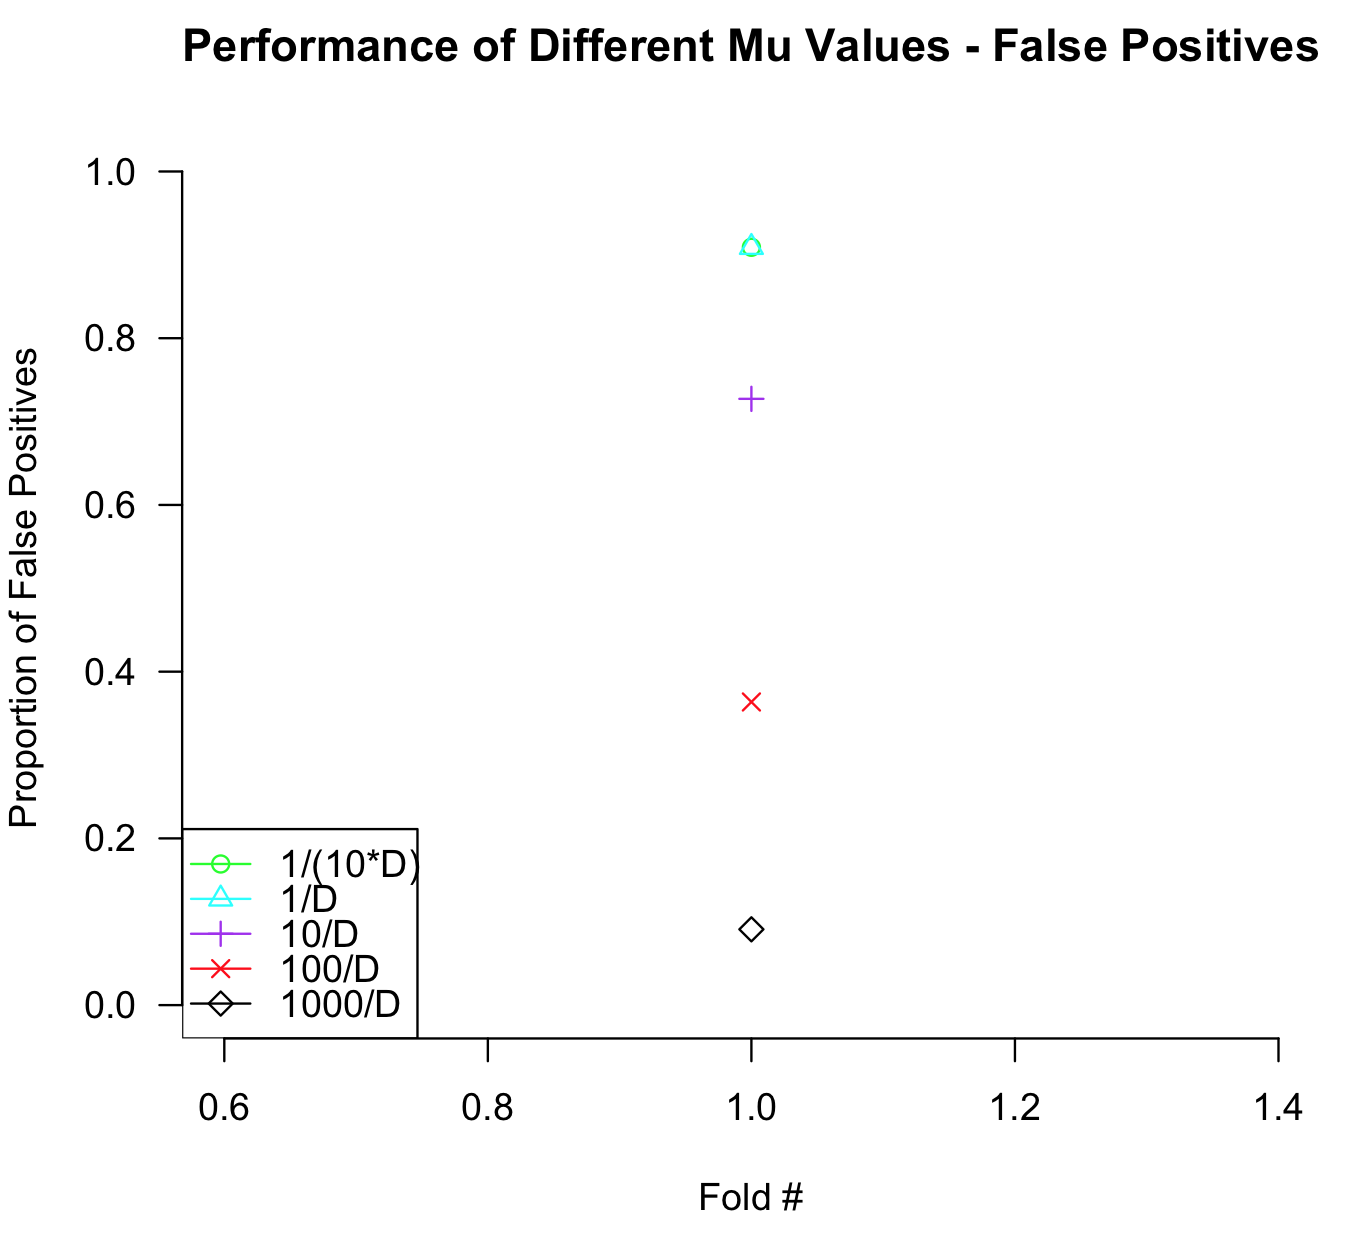 Performance of Different Mu Values - False Positives
Proportion of False Positives
1.0
0.8
0.6
0.4
0.2
0.0
1/(10*D)
1/D
10/D
100/D
1000/D
0.6
0.8
1.0
1.2
1.4
Fold #